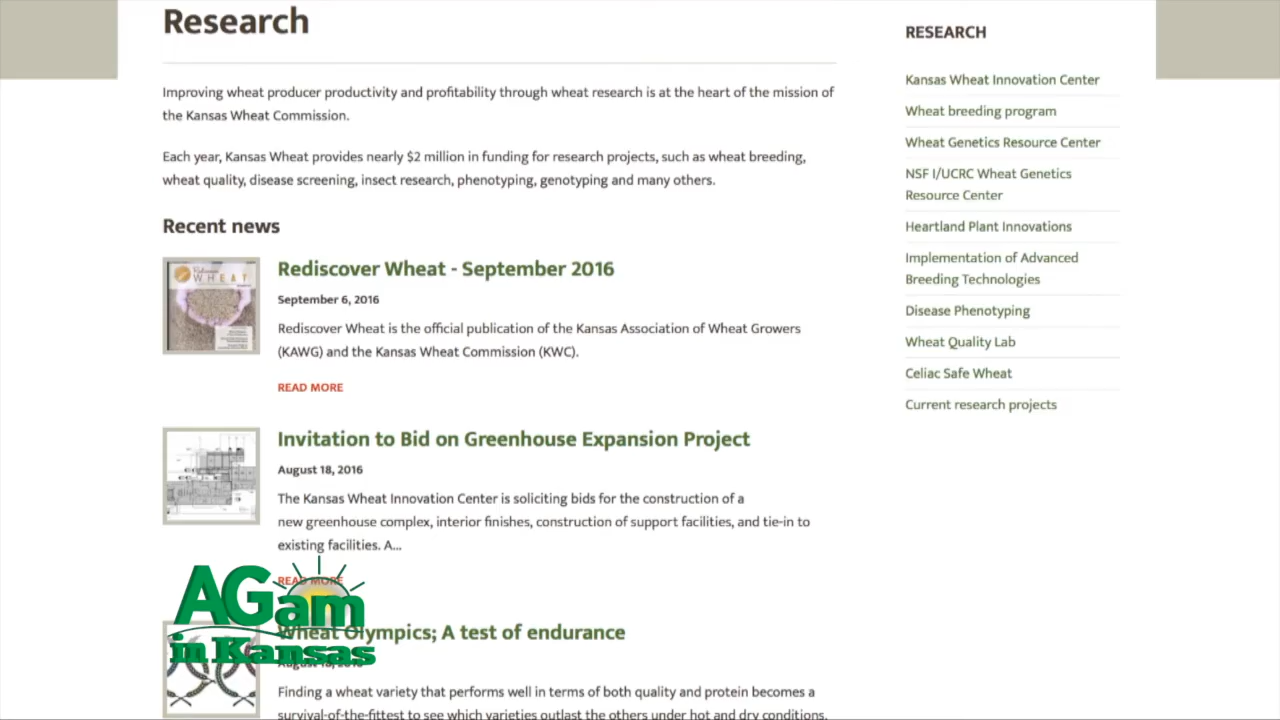 Research
Improving wheat producer productivity and profitability through wheat research is at the heart of the mission of
the Kansas Wheat Commission.
Each year, Kansas Wheat provides nearly $2 million in funding for research projects, such as wheat breeding,
wheat quality, disease screening, insect research, phenotyping, genotyping and many others.
Recent news
Rediscover
WHEAT
Rediscover Wheat - September 2016
September 6, 2016
Rediscover Wheat is the official publication of the Kansas Association of Wheat Growers
(KAWG) and the Kansas Wheat Commission (KWC).
READ MORE
Invitation to Bid on Greenhouse Expansion Project
August 18, 2016
The Kansas Wheat Innovation Center is soliciting bids for the construction of a
new greenhouse complex, interior finishes, construction of support facilities, and tie-in to
existing facilities. A...
READ MORE
Wheat Olympics; A test of endurance
Finding a wheat variety that performs well in terms of both quality and protein becomes a
survival-of-the-fittest to see which varieties outlast the others under hot and dry conditions.
AGam
in Kansas
RESEARCH
Kansas Wheat Innovation Center
Wheat breeding program
Wheat Genetics Resource Center
NSF I/UCRC Wheat Genetics
Resource Center
Heartland Plant Innovations
Implementation of Advanced
Breeding Technologies
Disease Phenotyping
Wheat Quality Lab
Celiac Safe Wheat
Current research projects